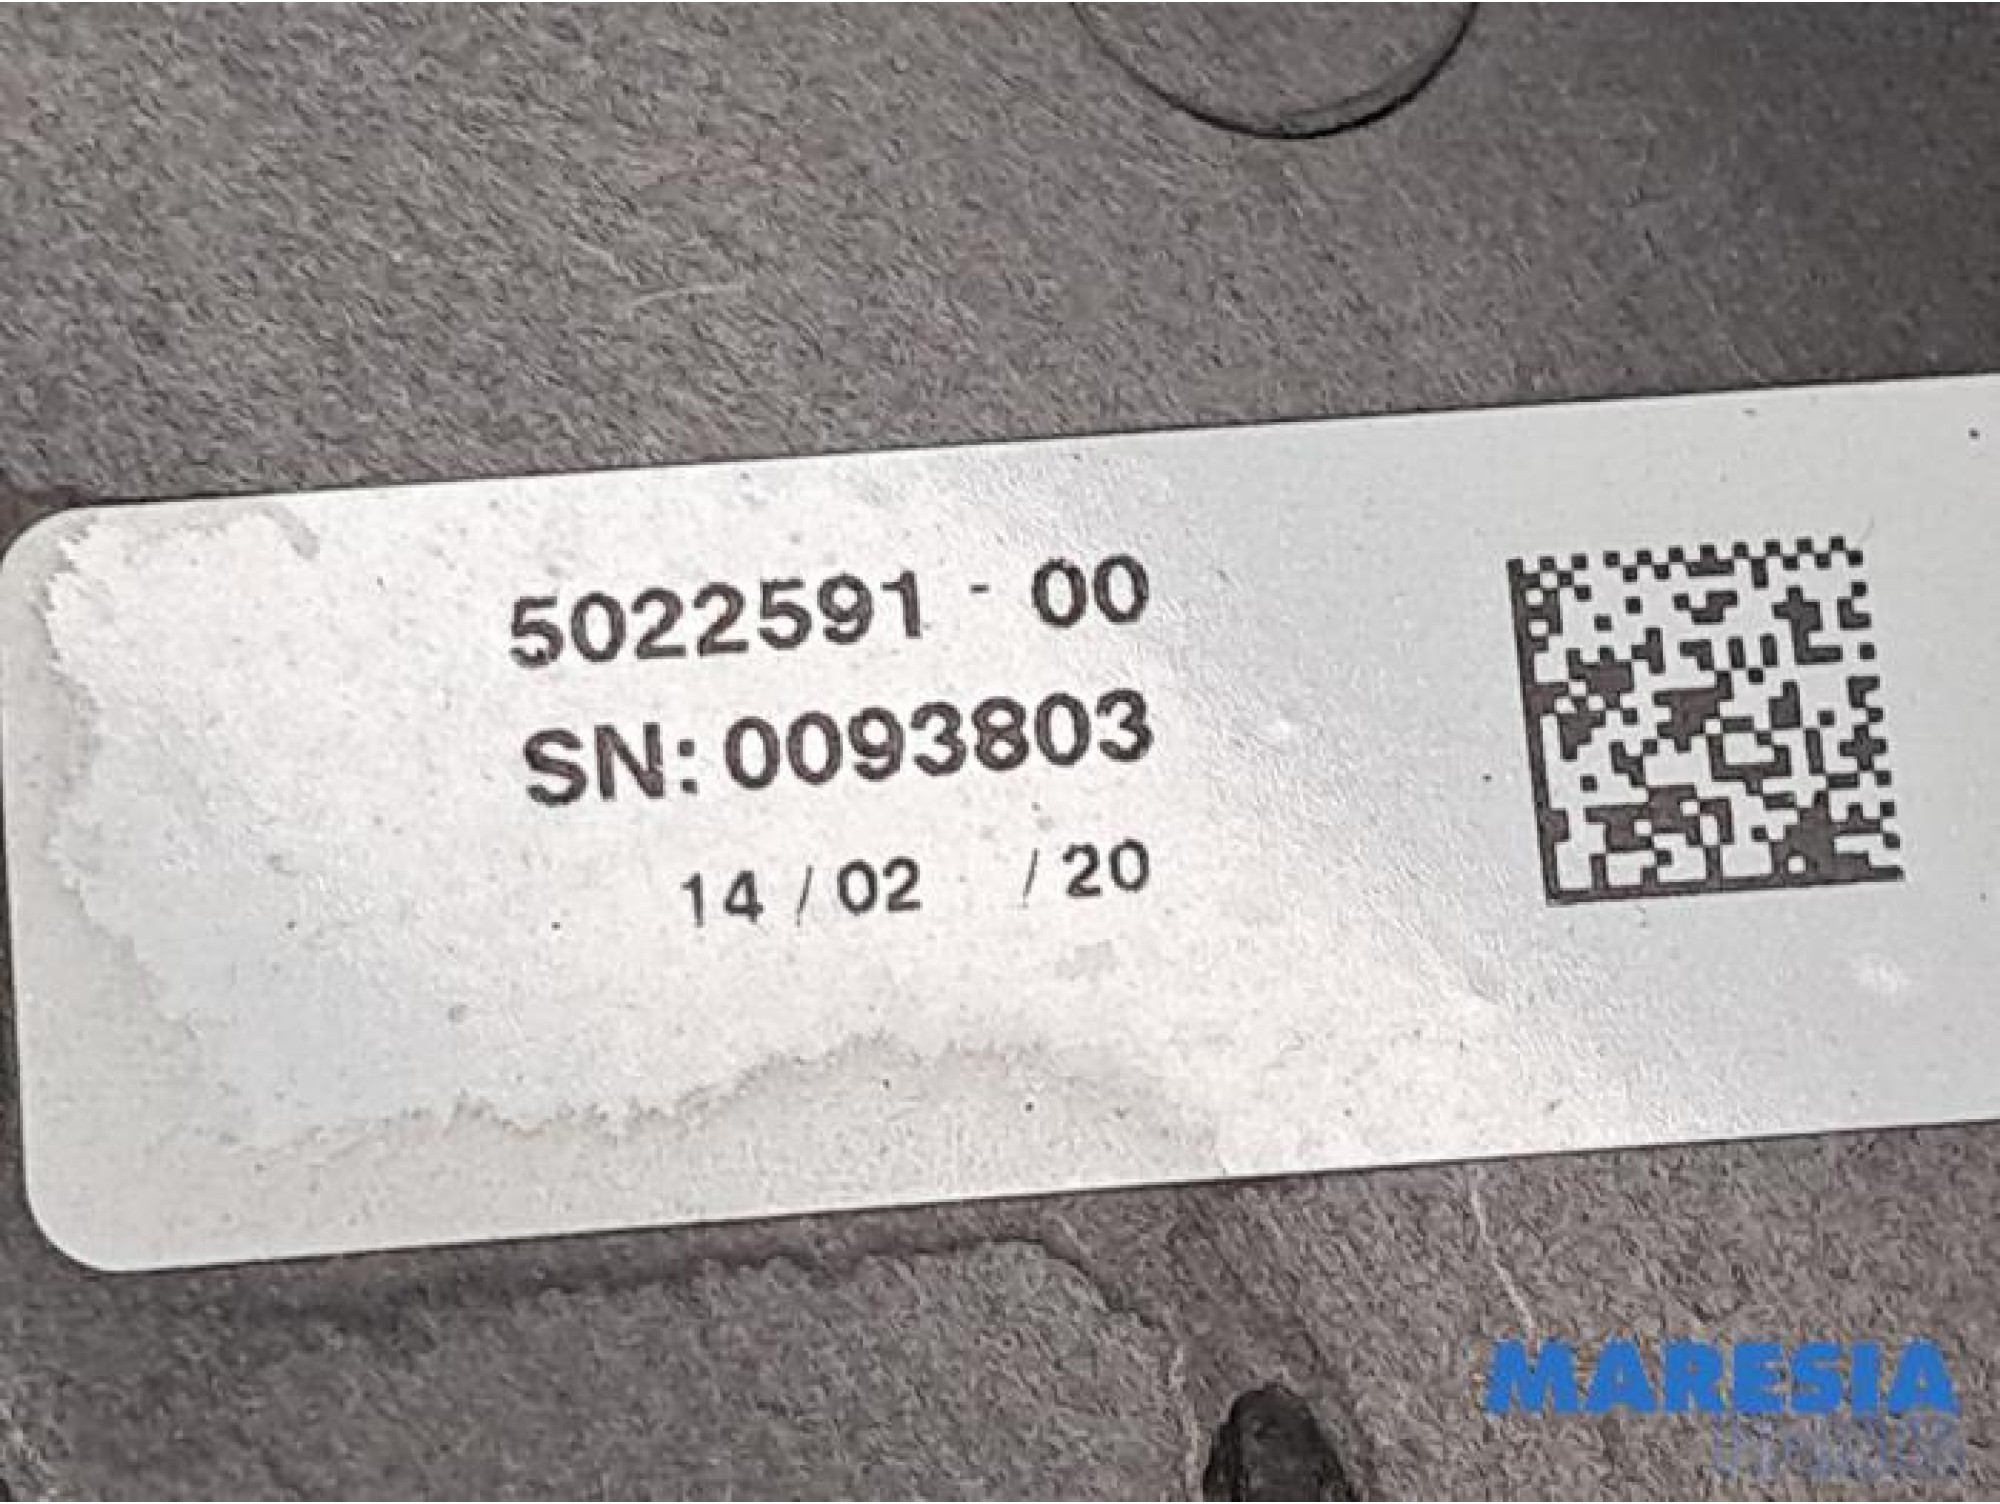 5022591 - 00
SN: 0093803
14 / 02 / 20
MARESIA